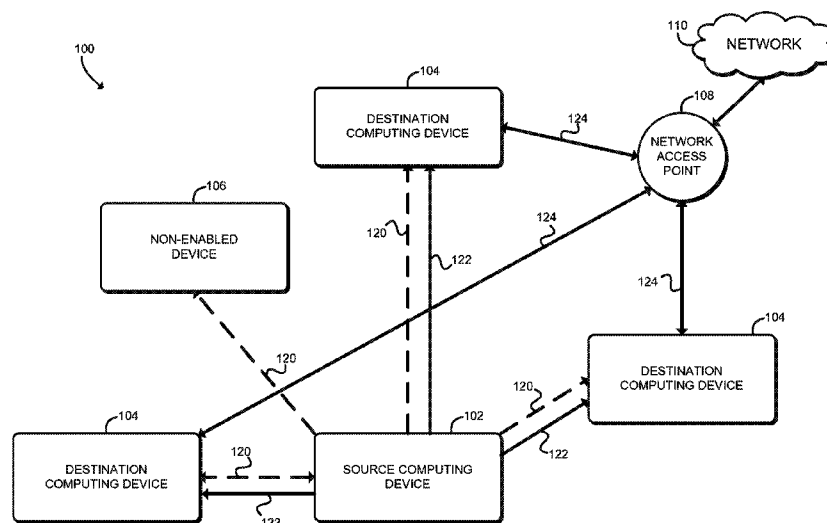 110
NETWORK
100
104
108
DESTINATION
COMPUTING DEVICE
124
NETWORK
ACCESS
POINT
106
NON-ENABLED
DEVICE
120
122
124
124
104
120
DESTINATION
COMPUTING DEVICE
120
104
102
122
DESTINATION
COMPUTING DEVICE
120
SOURCE COMPUTING
DEVICE